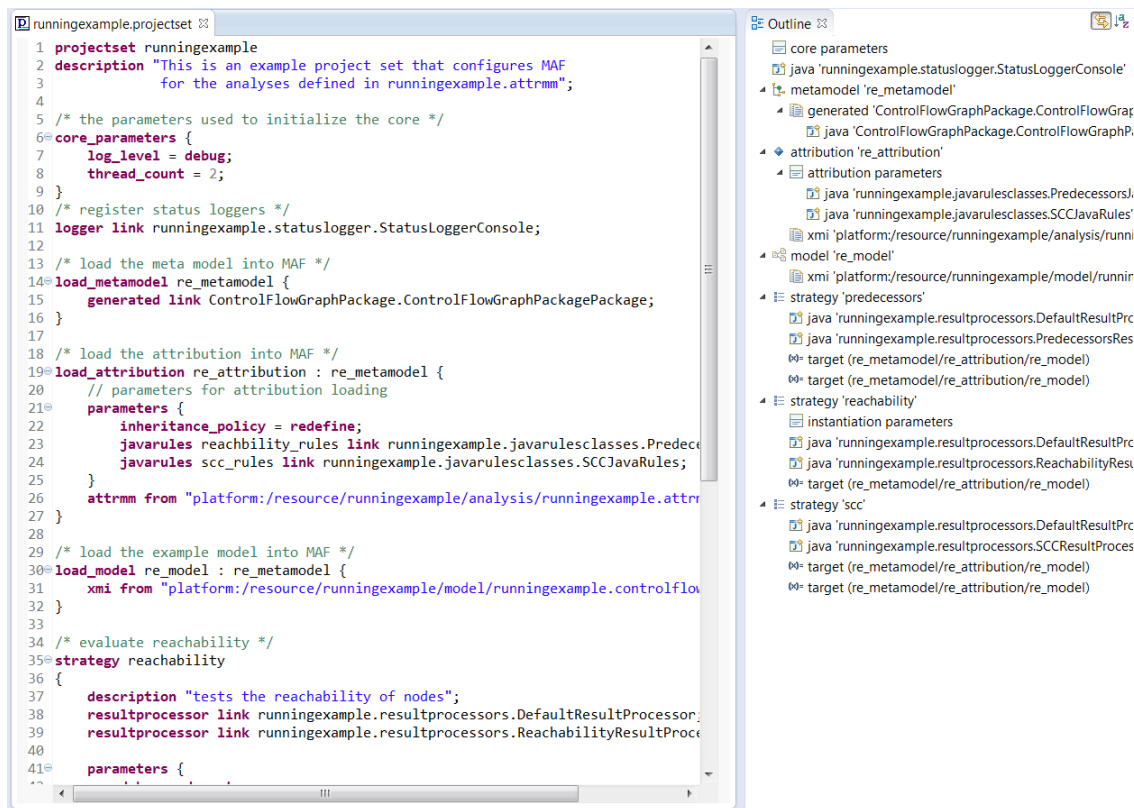 runningexample.projectset
1 projectset runningexample
2 description "This is an example project set that configures MAF
3 for the analyses defined in runningexample.attrmm";
4
5 /* the parameters used to initialize the core */
6 core_parameters {
7 log_level = debug;
8 thread_count = 2;
9 }
10 /* register status loggers */
11 logger link runningexample.statuslogger.StatusLoggerConsole;
12
13 /* load the meta model into MAF */
14 load_metamodel re_metamodel {
15 generated link ControlFlowGraphPackage.ControlFlowGraphPackagePackage;
16 }
17
18 /* load the attribution into MAF */
19 load_attribution re_attribution : re_metamodel {
20 // parameters for attribution loading
21 parameters {
22 inheritance_policy = redefine;
23 javarules reachbility_rules link runningexample.javarulesclasses.Predece
24 javarules scc_rules link runningexample.javarulesclasses.SCCJavaRules;
25 }
26 attrmm from "platform:/resource/runningexample/analysis/runningexample.attrm
27 }
28
29 /* load the example model into MAF */
30 load_model re_model : re_metamodel {
31 xmi from "platform:/resource/runningexample/model/runningexample.controlflow
32 }
33
34 /* evaluate reachability */
35 strategy reachability
36 {
37 description "tests the reachability of nodes";
38 resultprocessor link runningexample.resultprocessors.DefaultResultProcessor;
39 resultprocessor link runningexample.resultprocessors.ReachabilityResultProce
40
41 parameters {
Outline
core parameters
java 'runningexample.statuslogger.StatusLoggerConsole'
metamodel 're_metamodel'
generated 'ControlFlowGraphPackage.ControlFlowGrap
java 'ControlFlowGraphPackage.ControlFlowGraphPa
attribution 're_attribution'
attribution parameters
java 'runningexample.javarulesclasses.PredecessorsJa
java 'runningexample.javarulesclasses.SCCJavaRules'
xmi 'platform:/resource/runningexample/analysis/runni
model 're_model'
xmi 'platform:/resource/runningexample/model/runnin
strategy 'predecessors'
java 'runningexample.resultprocessors.DefaultResultPro
java 'runningexample.resultprocessors.PredecessorsRes
target (re_metamodel/re_attribution/re_model)
target (re_metamodel/re_attribution/re_model)
strategy 'reachability'
instantiation parameters
java 'runningexample.resultprocessors.DefaultResultPro
java 'runningexample.resultprocessors.ReachabilityResu
target (re_metamodel/re_attribution/re_model)
strategy 'scc'
java 'runningexample.resultprocessors.DefaultResultPro
java 'runningexample.resultprocessors.SCCResultProces
target (re_metamodel/re_attribution/re_model)
target (re_metamodel/re_attribution/re_model)